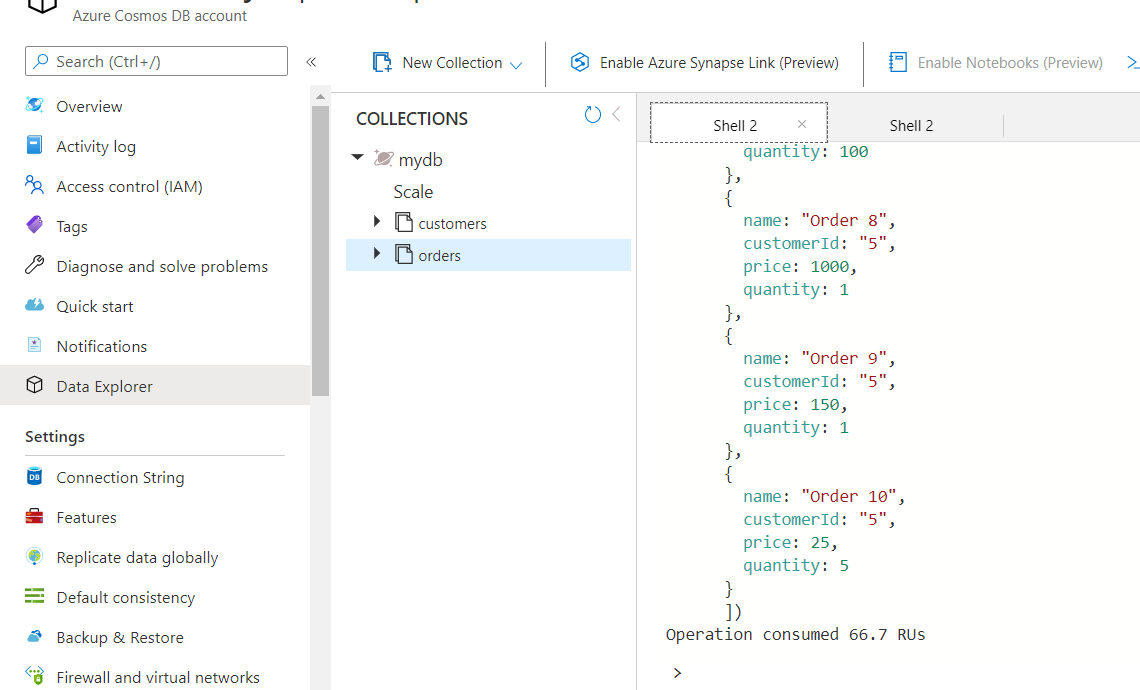 Azure Cosmos DB account
Search (Ctrl+/)
«
Overview
Activity log
Access control (IAM)
Tags
Diagnose and solve problems
Quick start
Notifications
Data Explorer
Settings
Connection String
Features
Replicate data globally
Default consistency
Backup & Restore
Firewall and virtual networks
New Collection
Enable Azure Synapse Link (Preview)
Enable Notebooks (Preview)
COLLECTIONS
mydb
Scale
customers
orders
Shell 2
Shell 2
quantity: 100
},
{
name: "Order 8",
customerId: "5",
price: 1000,
quantity: 1
},
{
name: "Order 9",
customerId: "5",
price: 150,
quantity: 1
},
{
name: "Order 10",
customerId: "5",
price: 25,
quantity: 5
}
])
Operation consumed 66.7 RUs
>